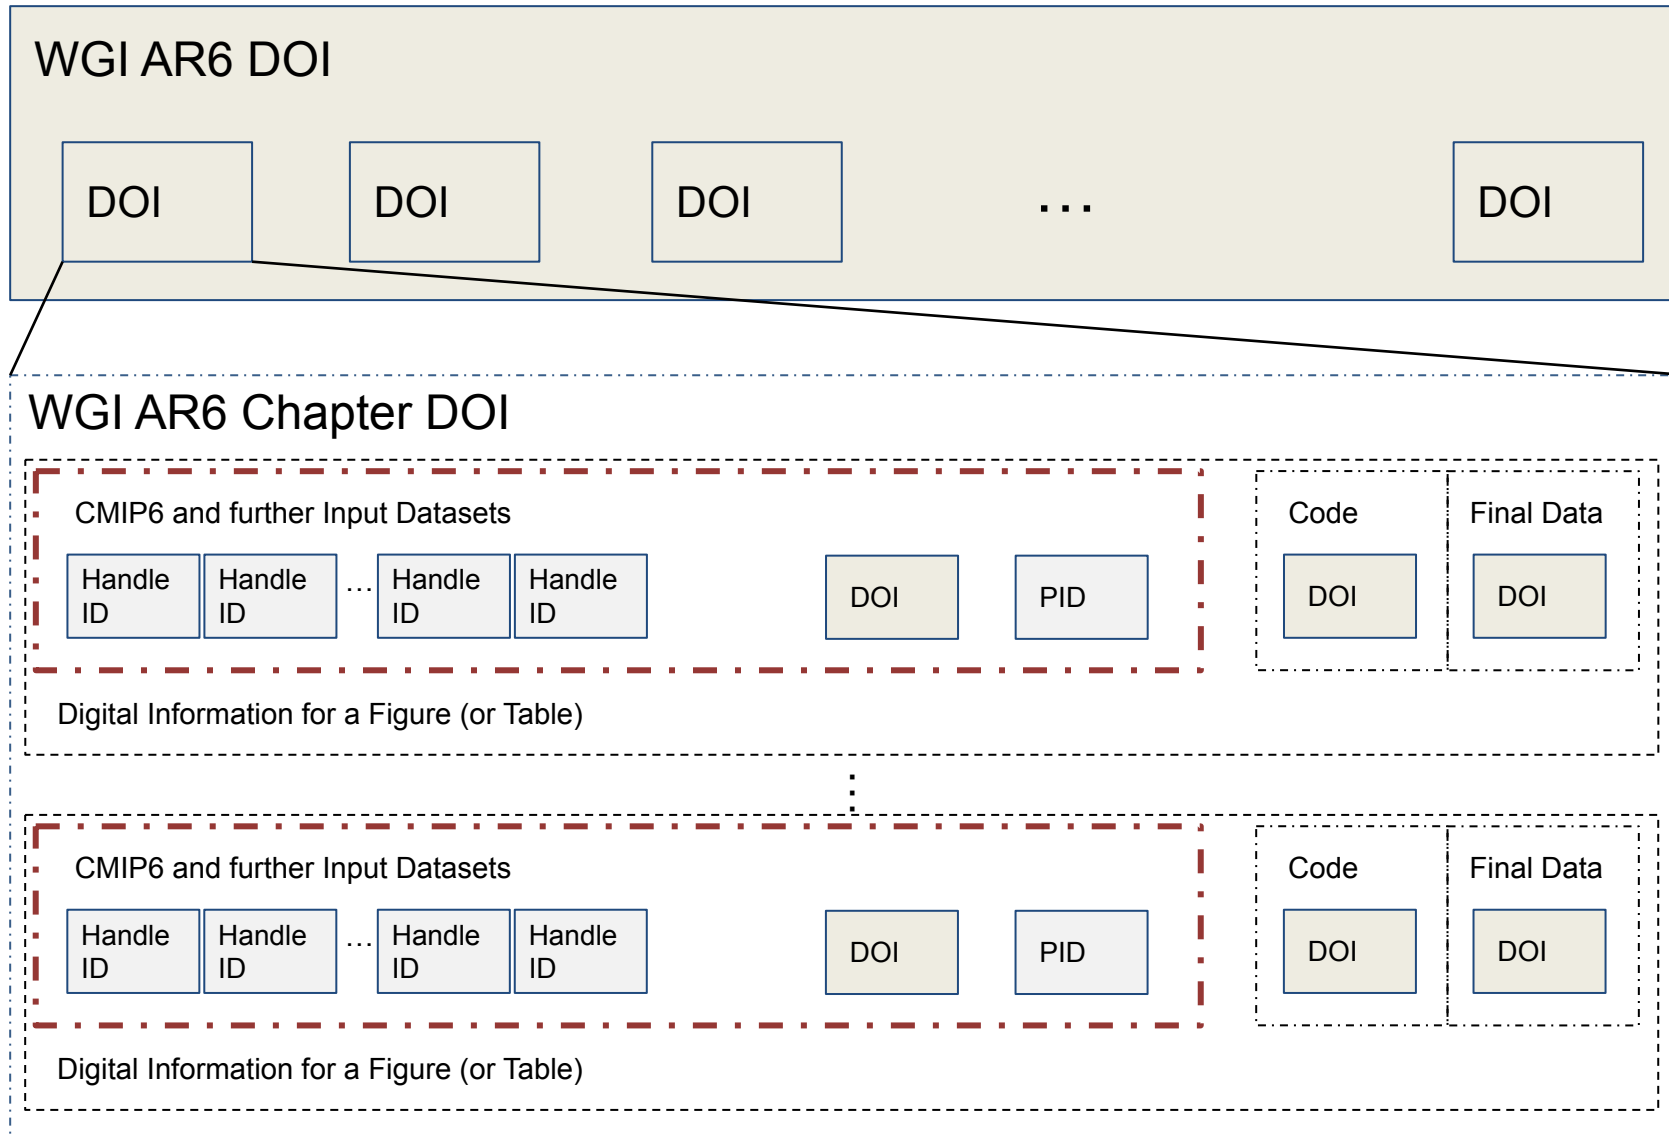 WGI AR6 DOI
DOI DOI DOI ... DOI
WGI AR6 Chapter DOI
CMIP6 and further Input Datasets
Code
Final Data
Handle
ID
Handle
ID
...
Handle
ID
Handle
ID
DOI
PID
DOI
DOI
Digital Information for a Figure (or Table)
⋮
CMIP6 and further Input Datasets
Code
Final Data
Handle
ID
Handle
ID
...
Handle
ID
Handle
ID
DOI
PID
DOI
DOI
Digital Information for a Figure (or Table)